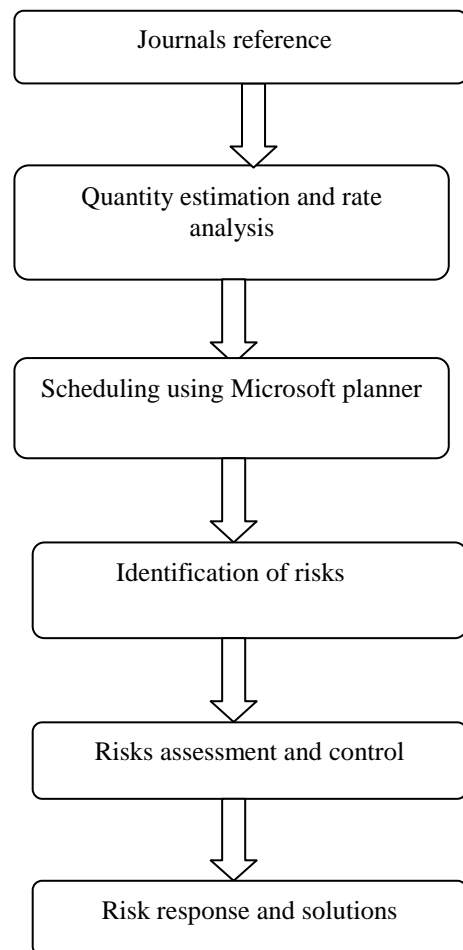 Journals reference
Quantity estimation and rate
analysis
Scheduling using Microsoft planner
Identification of risks
Risks assessment and control
Risk response and solutions